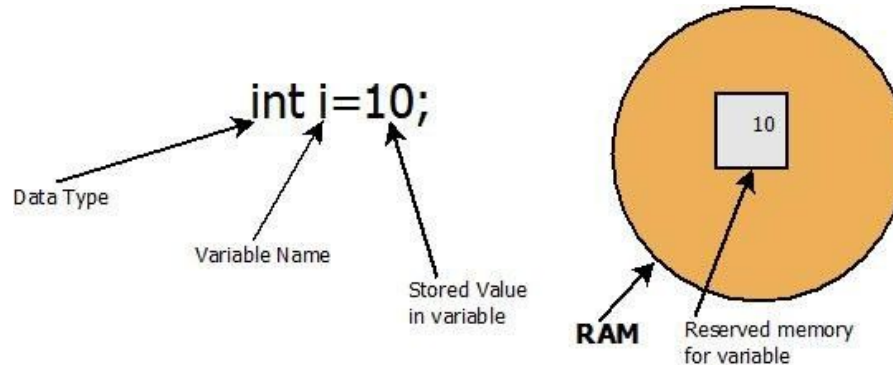 int i=10;
Data Type
Variable Name
Stored Value
in variable
10
RAM
Reserved memory
for variable